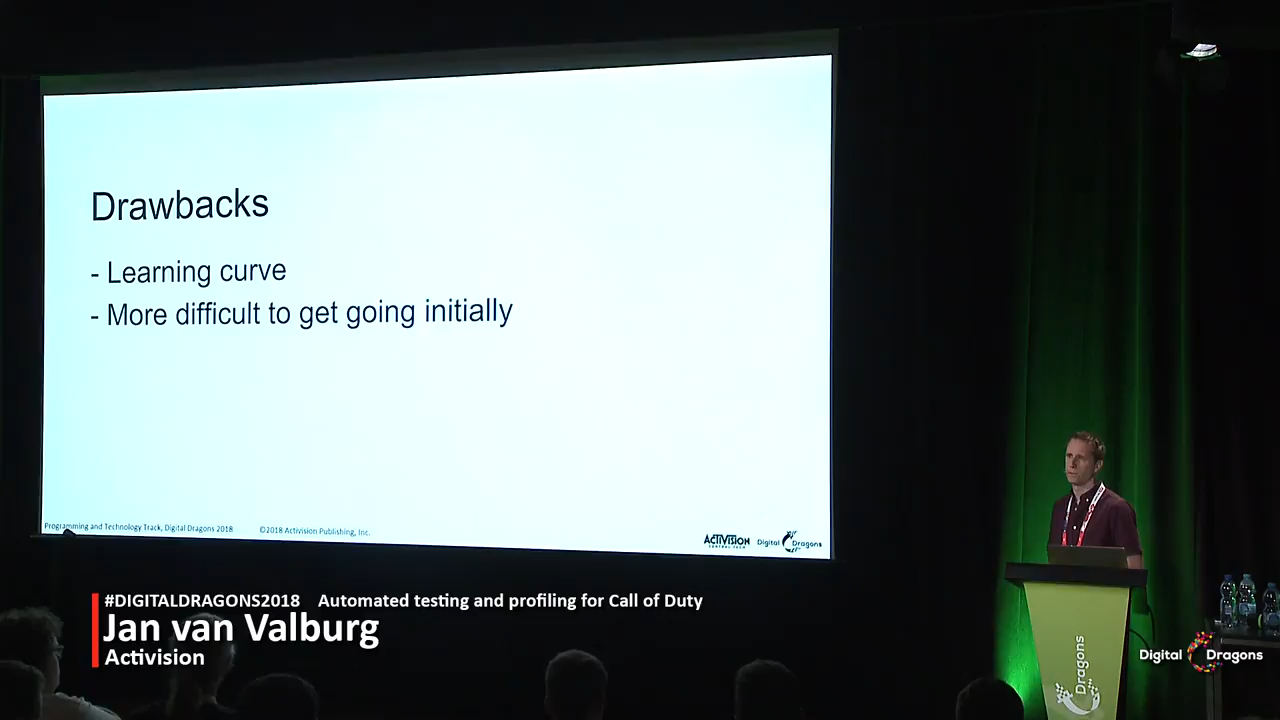 Drawbacks
- Learning curve
- More difficult to get going initially
Programming and Technology Track, Digital Dragons 2018
©2018 Activision Publishing, Inc.
ACTIVISION
CENTRAL TECH
Digital Dragons
#DIGITALDRAGONS2018 Automated testing and profiling for Call of Duty
Jan van Valburg
Activision
Dragons
Digital Dragons